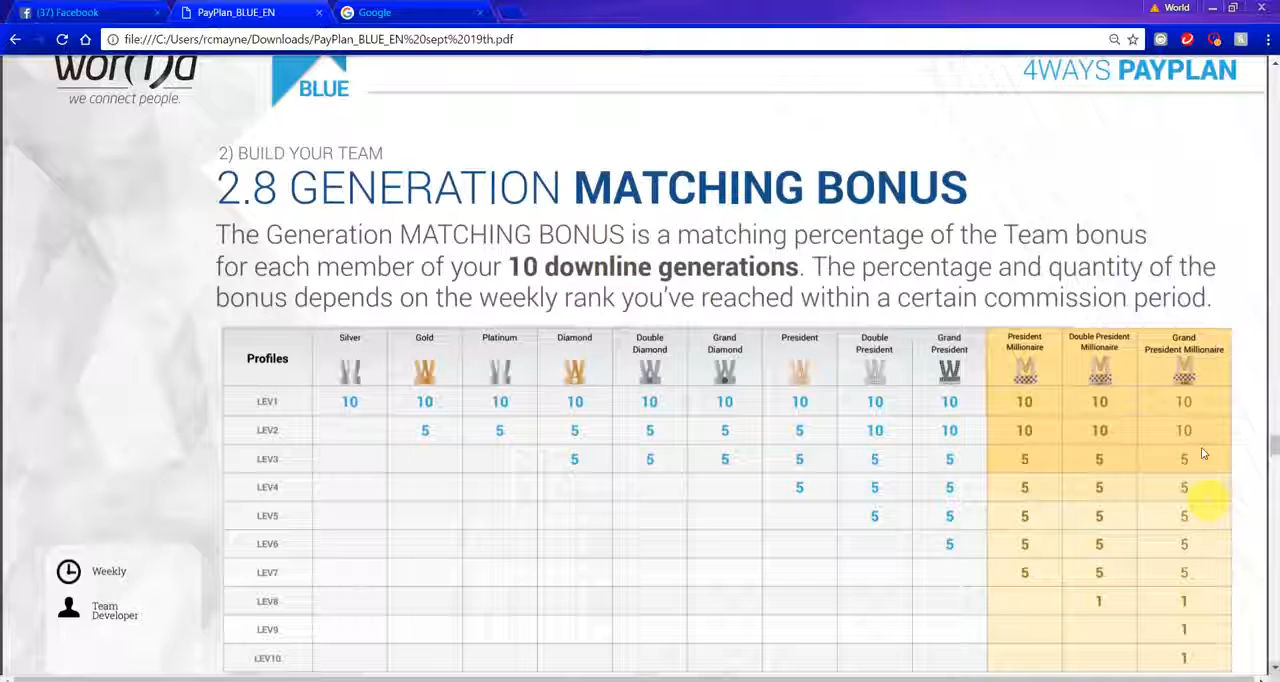 (37) Facebook
PayPlan_BLUE_EN
Google
World
file:///C:/Users/rcmayne/Downloads/PayPlan_BLUE_EN%20sept%2019th.pdf
we connect people.
BLUE
4WAYS PAYPLAN
2) BUILD YOUR TEAM
2.8 GENERATION MATCHING BONUS
The Generation MATCHING BONUS is a matching percentage of the Team bonus
for each member of your 10 downline generations. The percentage and quantity of the
bonus depends on the weekly rank you've reached within a certain commission period.
Profiles Silver Gold Platinum Diamond Double Diamond Grand Diamond President Double President Grand President President Millionaire Double President Millionaire Grand President Millionaire
LEV1 10 10 10 10 10 10 10 10 10 10 10 10
LEV2 5 5 5 5 5 5 10 10 10 10 10
LEV3 5 5 5 5 5 5 5 5 5
LEV4 5 5 5 5 5 5
LEV5 5 5 5 5 5
LEV6 5 5 5 5
LEV7 5 5 5
LEV8 1 1
LEV9 1
LEV10 1
Weekly
Team
Developer